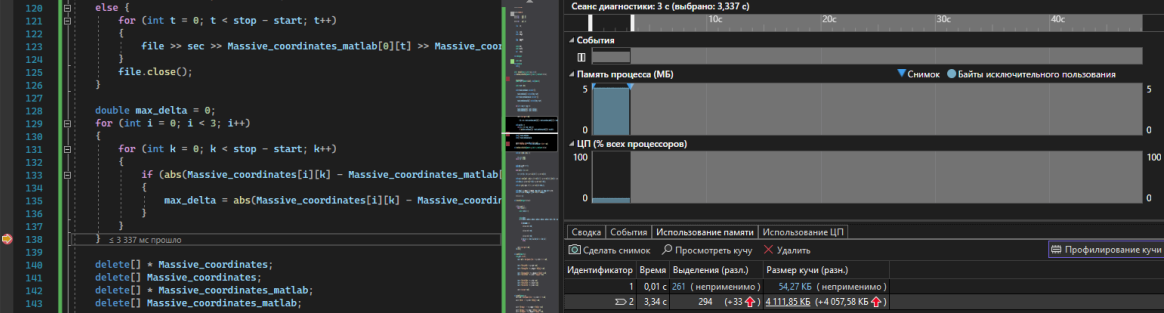 120 else {
121 for (int t = 0; t < stop - start; t++)
122 {
123 file >> sec >> Massive_coordinates_matlab[0][t] >> Massive_coor
124 }
125 file.close();
126 }
127
128 double max_delta = 0;
129 for (int i = 0; i < 3; i++)
130 {
131 for (int k = 0; k < stop - start; k++)
132 {
133 if (abs(Massive_coordinates[i][k] - Massive_coordinates_matlab[
134 {
135 max_delta = abs(Massive_coordinates[i][k] - Massive_coordin
136 }
137 }
138 } ≤ 3 337 мс прошло
139
140 delete[] * Massive_coordinates;
141 delete[] Massive_coordinates;
142 delete[] * Massive_coordinates_matlab;
143 delete[] Massive_coordinates_matlab;
Сеанс диагностики: 3 с (выбрано: 3,337 с)
10с 20с 30с 40с
События
Память процесса (МБ) Снимок Байты исключительного пользования
5 5
0 0
ЦП (% всех процессоров)
100 100
0 0
Сводка События Использование памяти Использование ЦП
Сделать снимок Просмотреть кучу Удалить Профилирование кучи
Идентификатор Время Выделения (разл.) Размер кучи (разн.)
1 0,01 с 261 (неприменимо) 54,27 КБ (неприменимо)
2 3,34 с 294 (+33) 4 111,85 КБ (+4 057,58 КБ)